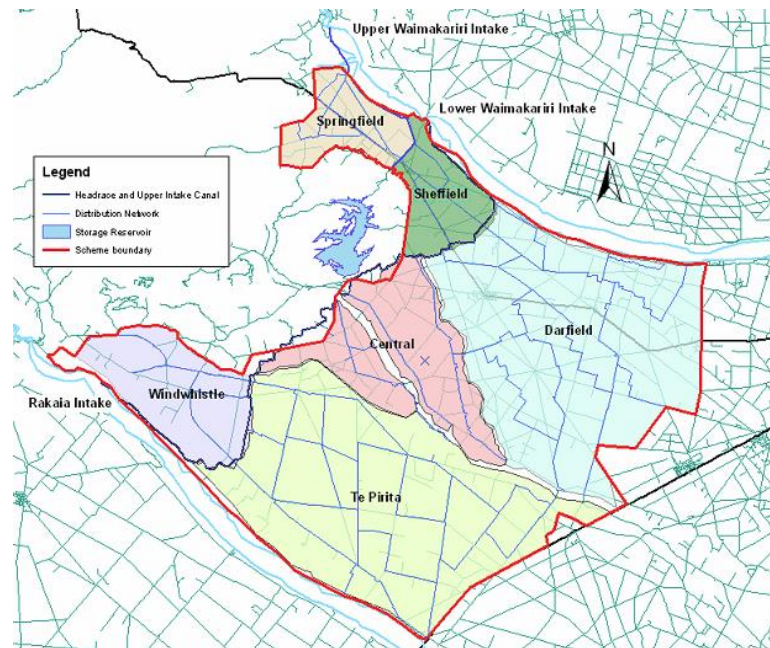 Upper Waimakariri Intake
Lower Waimakariri Intake
Springfield
N
Sheffield
Legend
Headrace and Upper Intake Canal
Distribution Network
Storage Reservoir
Scheme boundary
Darfield
Central
Windwhistle
Rakaia Intake
Te Pirita